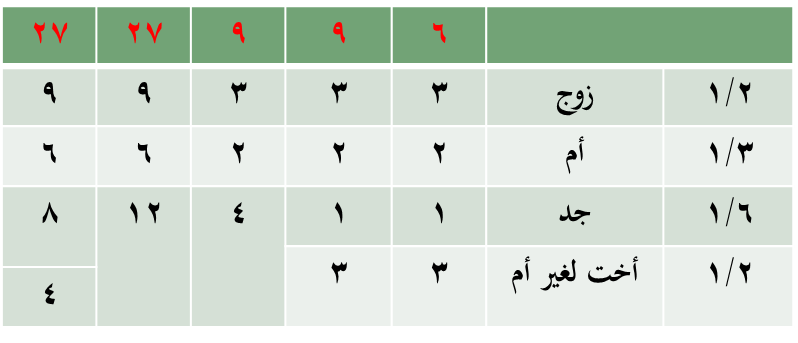 ٦ ٩ ٩ ٢٧ ٢٧
١/٢ زوج ٣ ٣ ٣ ٩ ٩
١/٣ أم ٢ ٢ ٢ ٦ ٦
١/٦ جد ١ ١ ٤ ١٢ ٨
١/٢ أخت لغير أم ٣ ٣ ٤